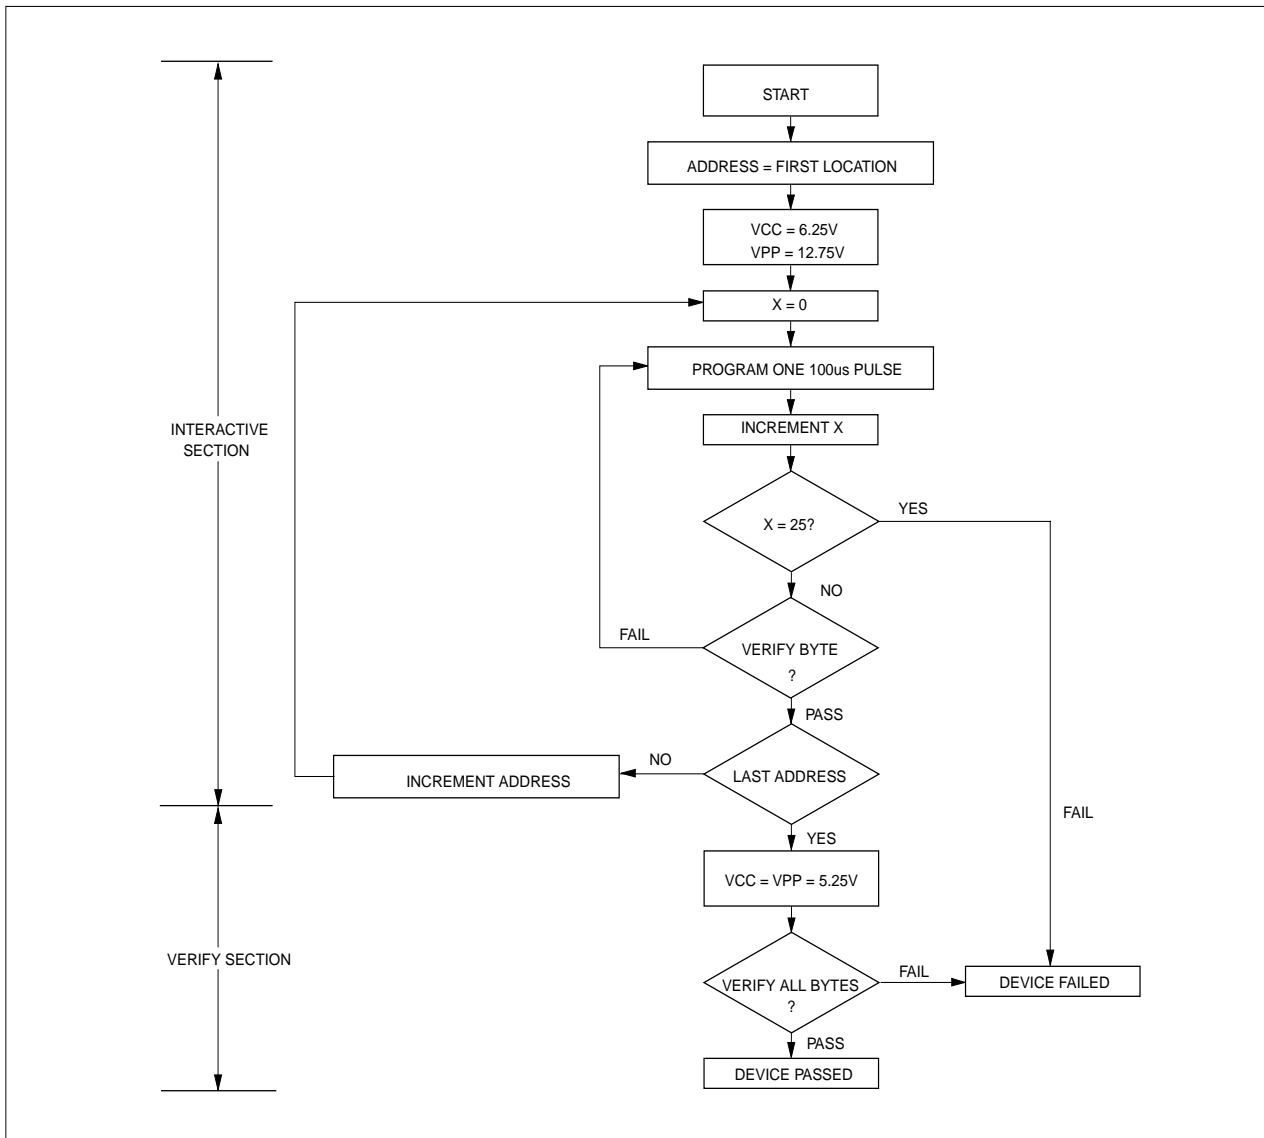 START
ADDRESS = FIRST LOCATION
VCC = 6.25V
VPP = 12.75V
X = 0
PROGRAM ONE 100us PULSE
INTERACTIVE
SECTION
INCREMENT X
X = 25?
YES
NO
FAIL
VERIFY BYTE
?
PASS
NO
LAST ADDRESS
INCREMENT ADDRESS
FAIL
YES
VCC = VPP = 5.25V
VERIFY SECTION
VERIFY ALL BYTES
?
FAIL
DEVICE FAILED
PASS
DEVICE PASSED